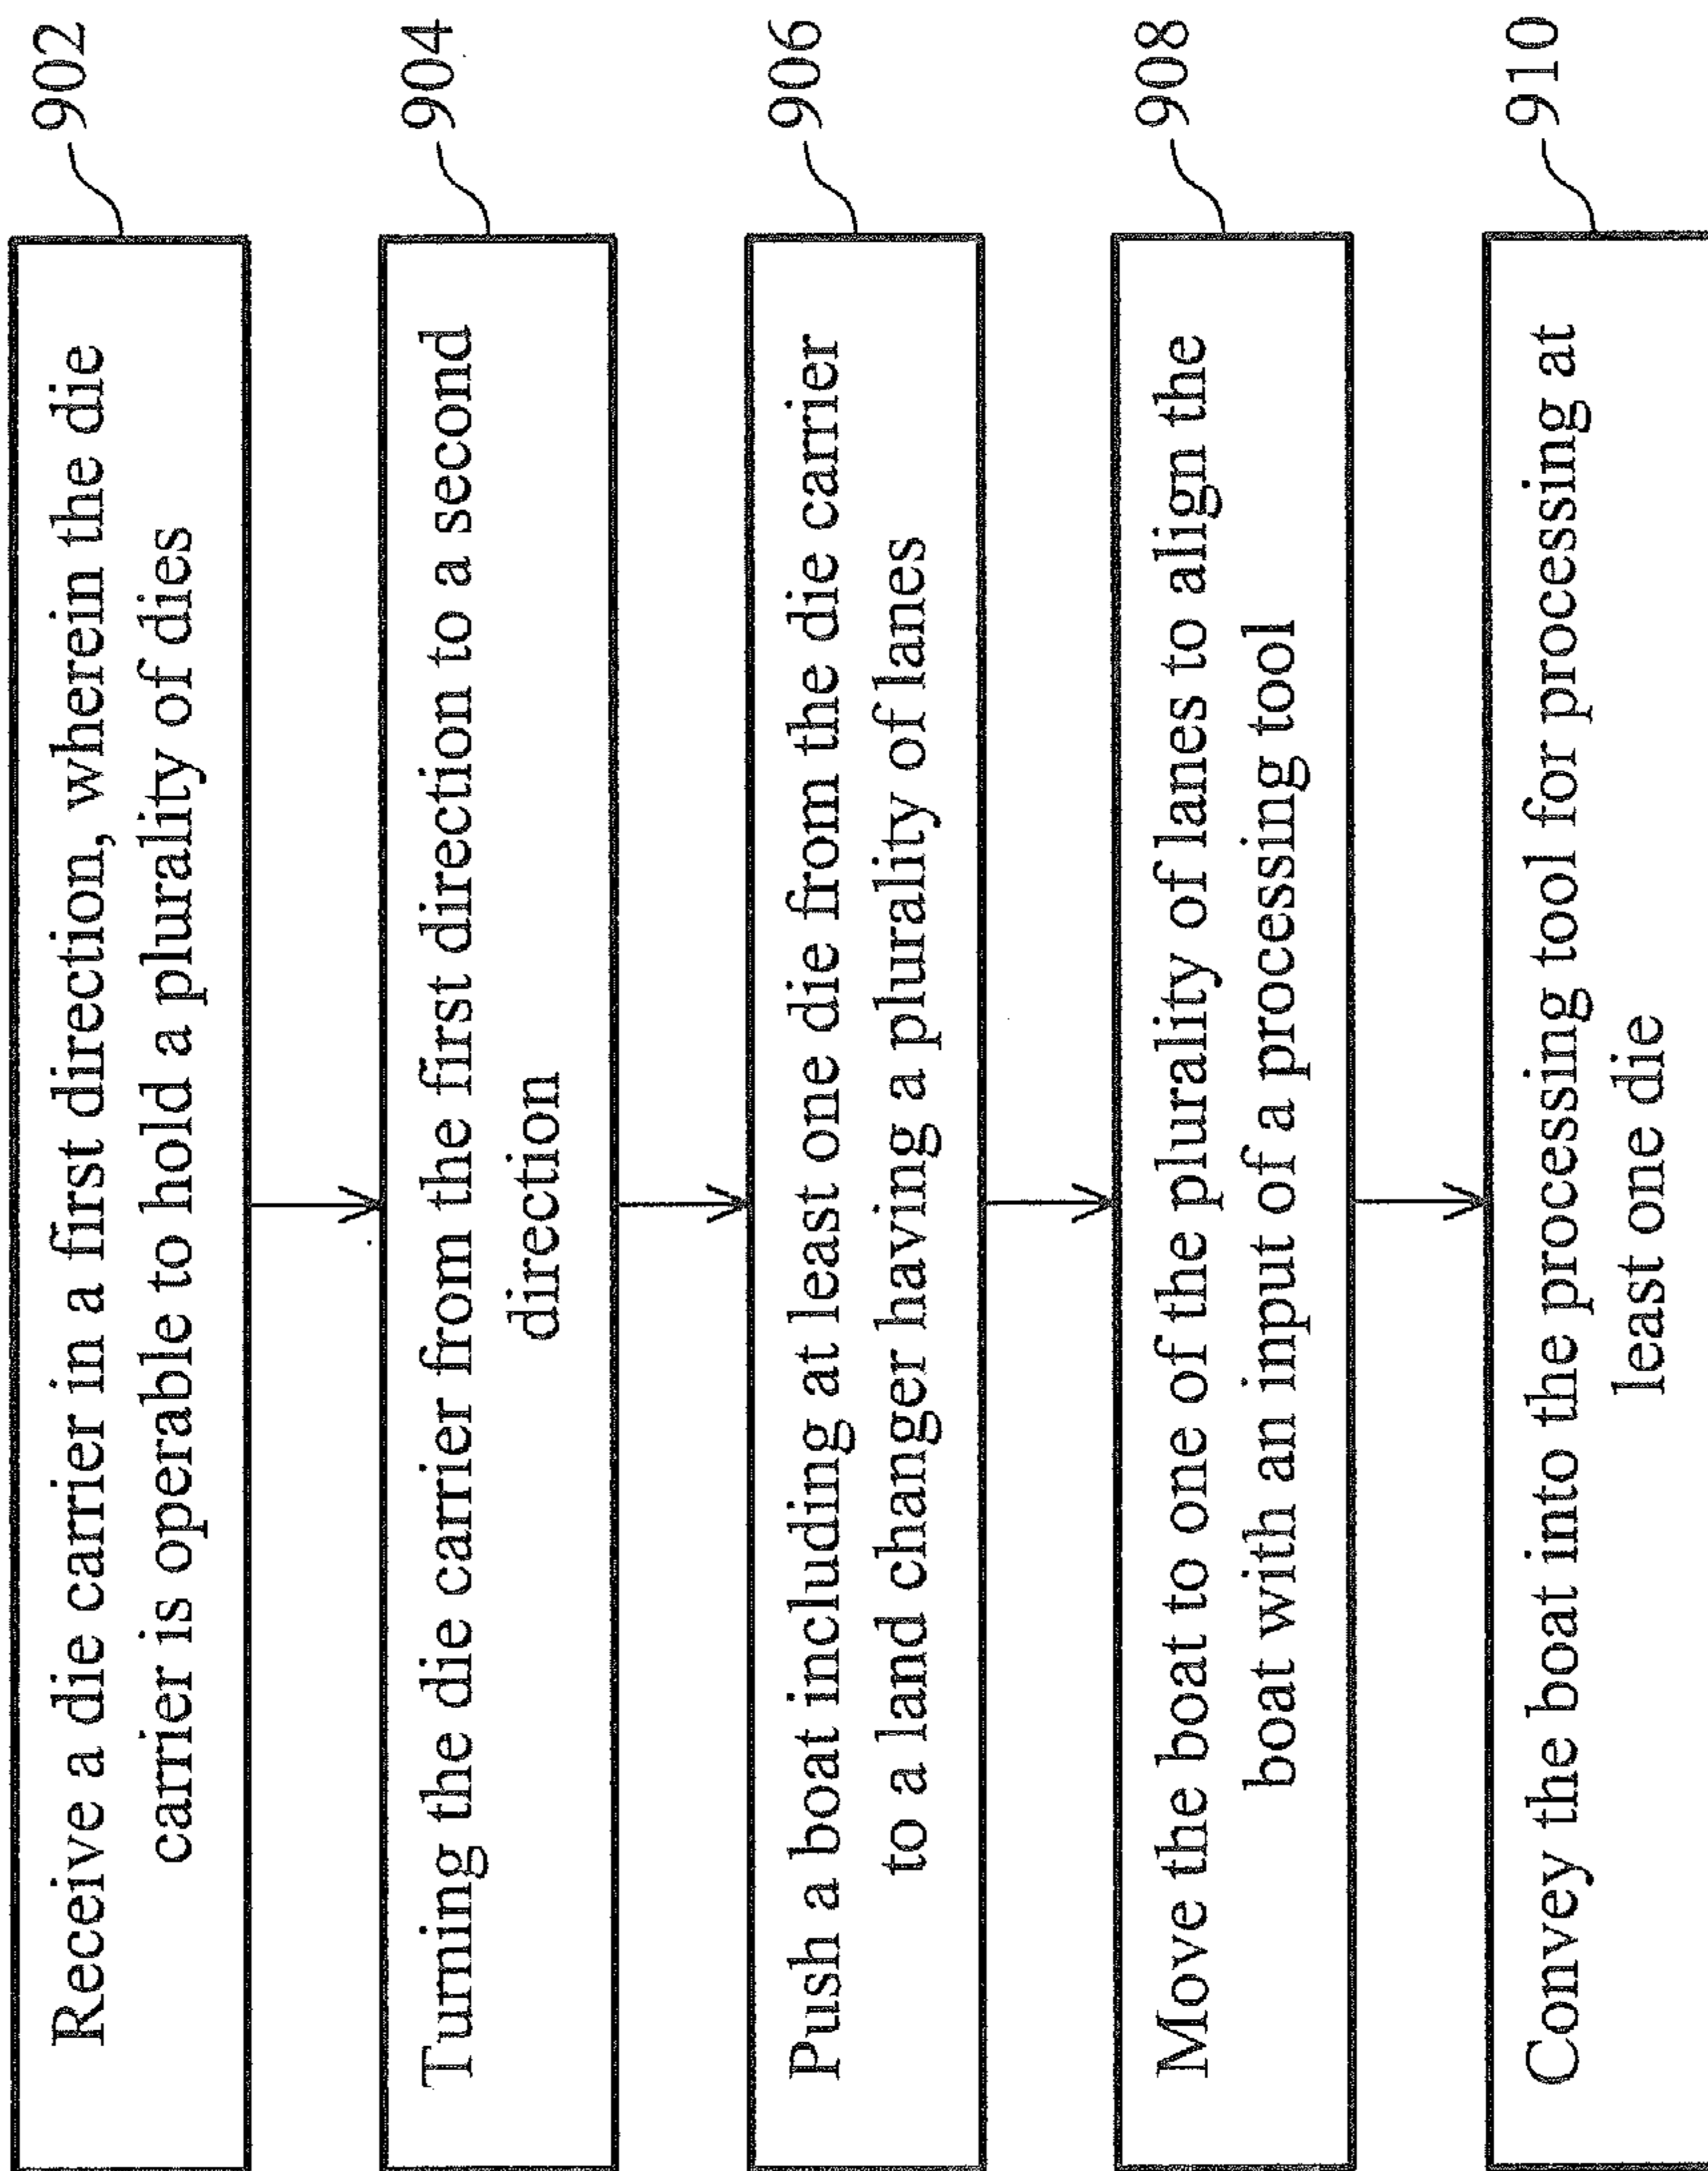 Receive a die carrier in a first direction, wherein the die
carrier is operable to hold a plurality of dies
902
Turning the die carrier from the first direction to a second
direction
904
Push a boat including at least one die from the die carrier
to a land changer having a plurality of lanes
906
Move the boat to one of the plurality of lanes to align the
boat with an input of a processing tool
908
Convey the boat into the processing tool for processing at
least one die
910